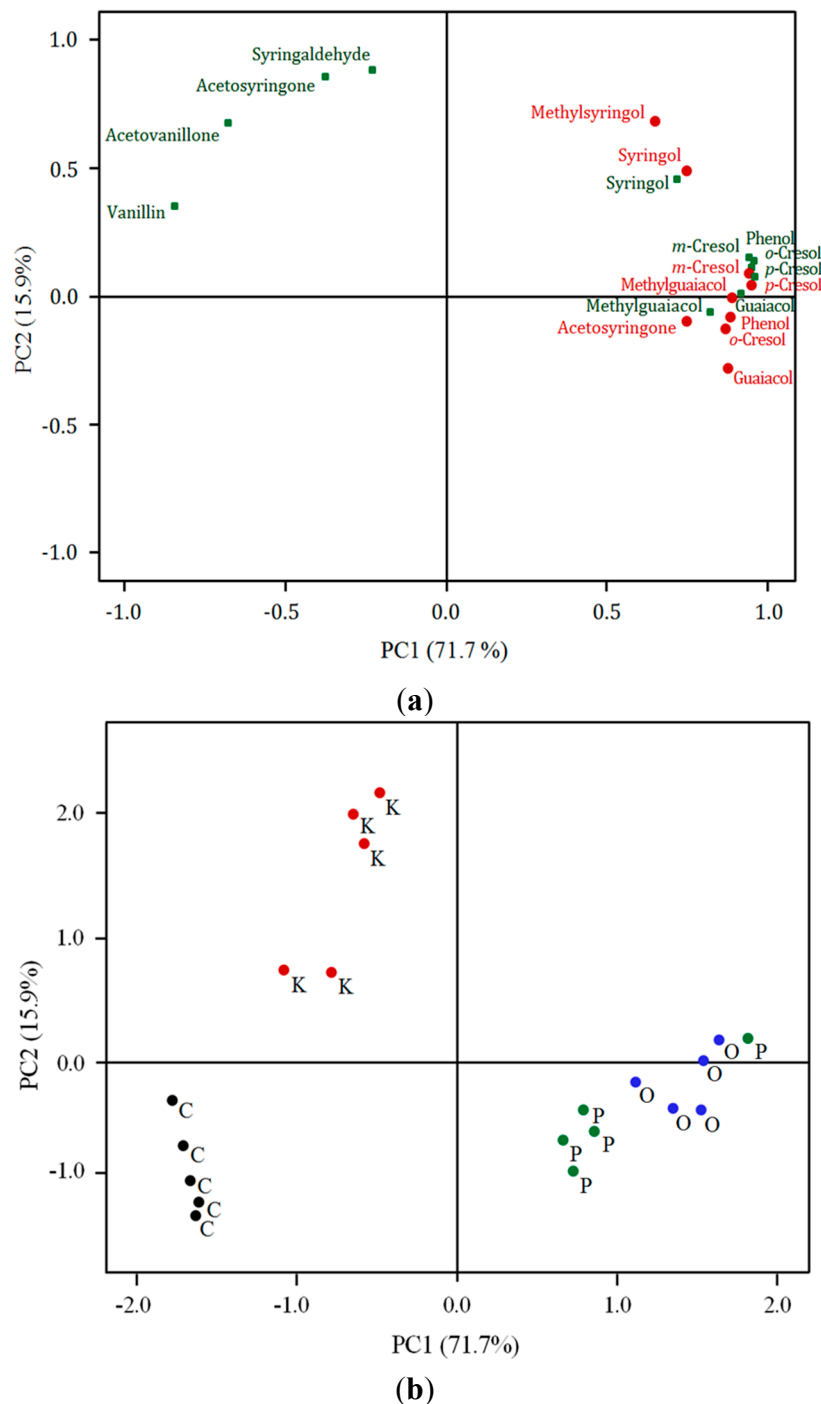 1.0
Syringaldehyde
Acetosyringone
Methylsyringol
Acetovanillone
0.5
Syringol
Syringol
Vanillin
Phenol
m-Cresol
o-Cresol
m-Cresol
p-Cresol
Methylguaiacol
p-Cresol
0.0
Methylguaiacol
Guaiacol
Acetosyringone
Phenol
o-Cresol
Guaiacol
-0.5
-1.0
PC2 (15.9%)
-1.0 -0.5 0.0 0.5 1.0
PC1 (71.7 %)
(a)
2.0
K
K
K
1.0
K K
0.0
O P
O
O
C
P O O
C
P
P
-1.0
C
P
C
C
PC2 (15.9%)
-2.0 -1.0 0.0 1.0 2.0
PC1 (71.7%)
(b)